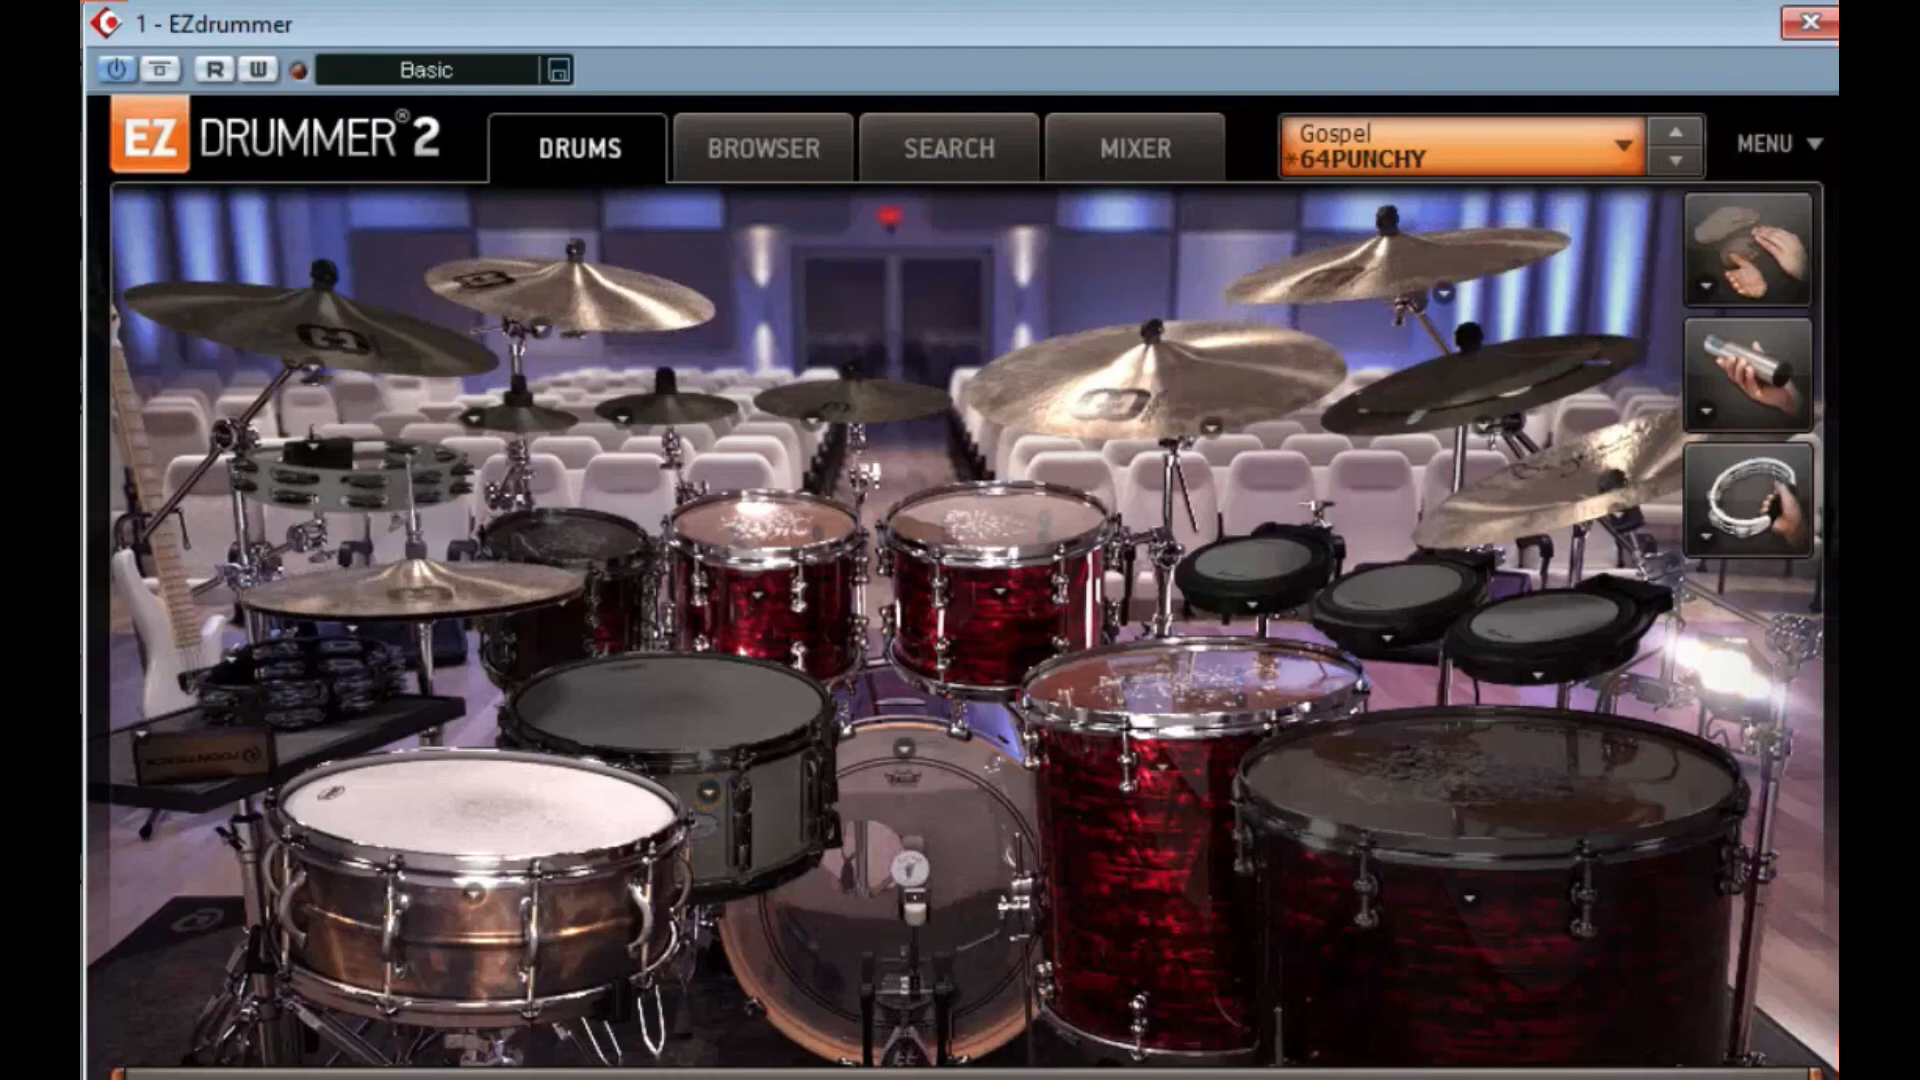 1 - EZdrummer
R W
Basic
EZ DRUMMER® 2
DRUMS
BROWSER
SEARCH
MIXER
Gospel
*64PUNCHY
MENU